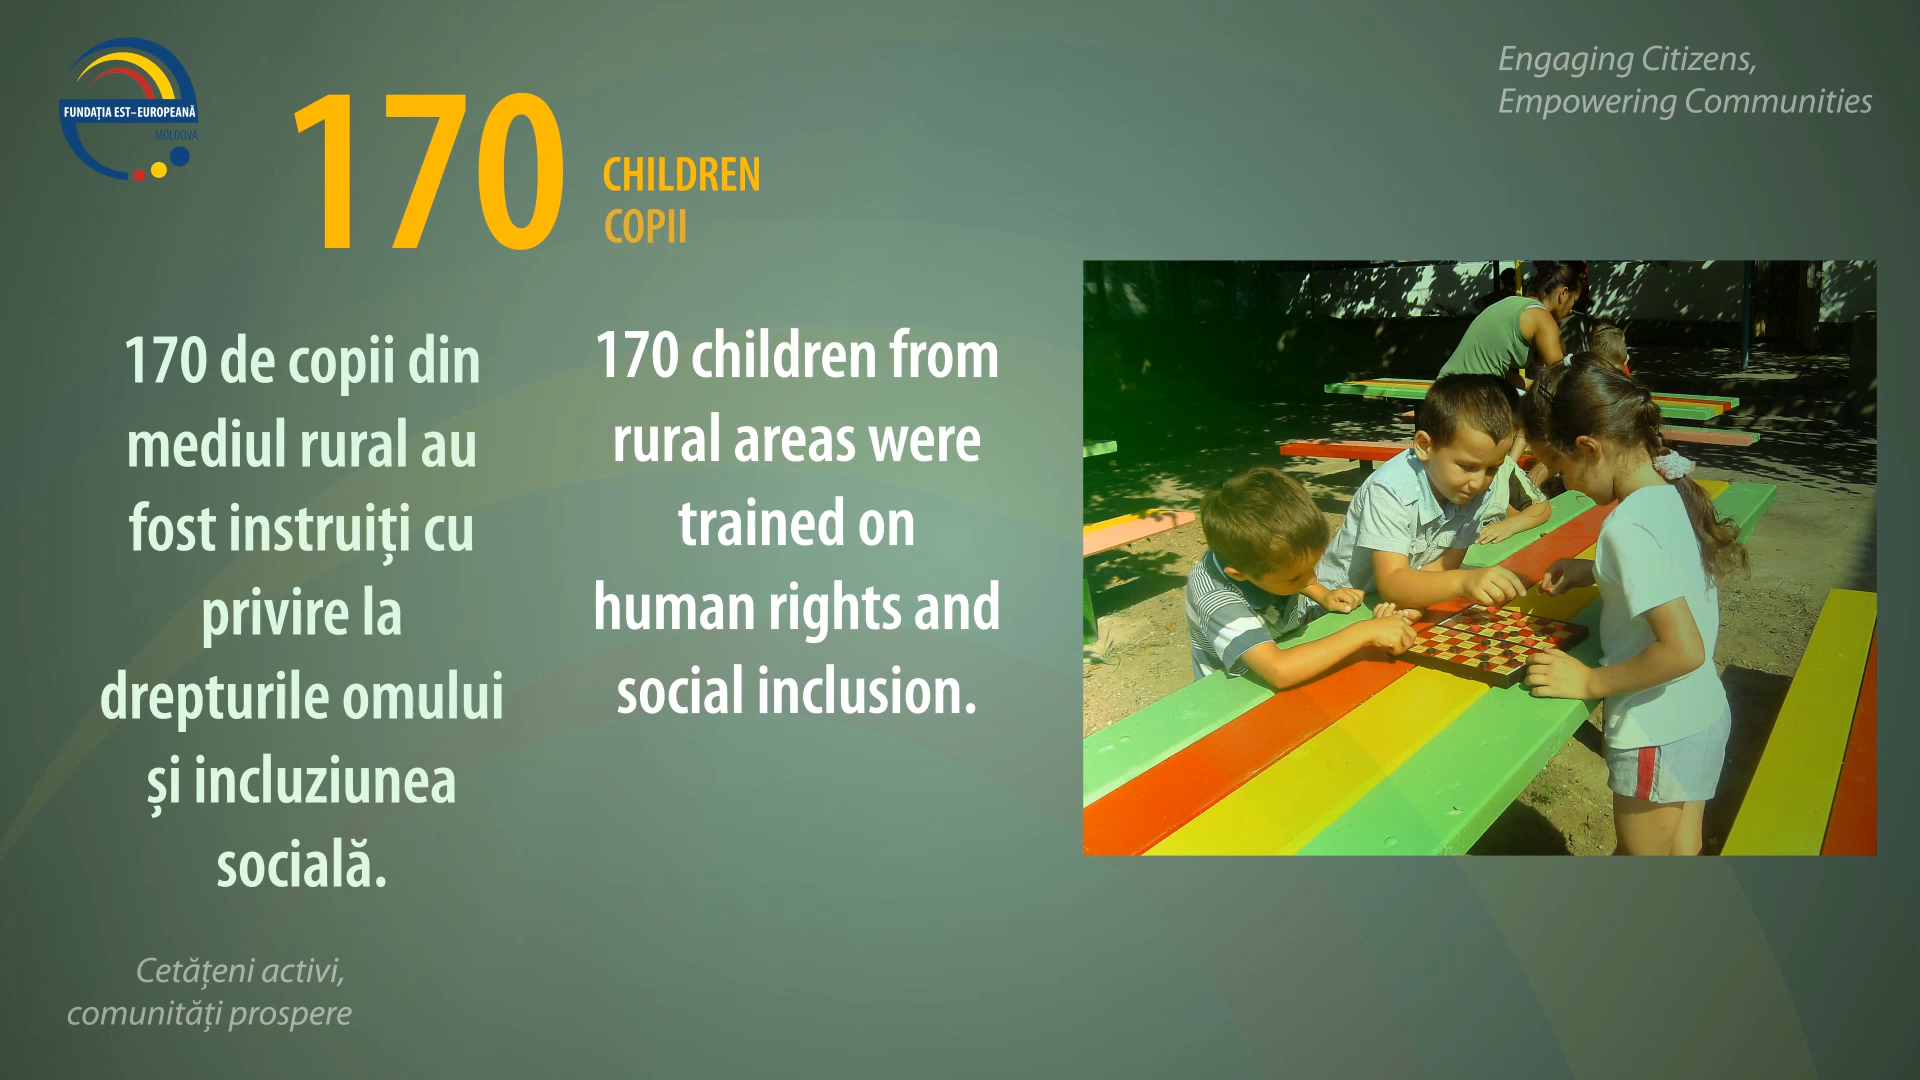 FUNDAȚIA EST-EUROPEANĂ
MOLDOVA
170
CHILDREN
COPII
Engaging Citizens,
Empowering Communities
170 de copii din
mediul rural au
fost instruiți cu
privire la
drepturile omului
și incluziunea
socială.
170 children from
rural areas were
trained on
human rights and
social inclusion.
Cetățeni activi,
comunități prospere